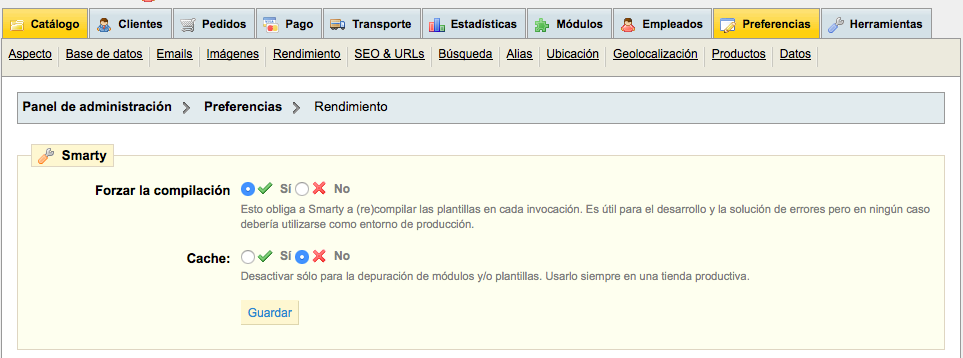 Catálogo Clientes Pedidos Pago Transporte Estadísticas Módulos Empleados Preferencias Herramientas
Aspecto Base de datos Emails Imágenes Rendimiento SEO & URLs Búsqueda Alias Ubicación Geolocalización Productos Datos
Panel de administración > Preferencias > Rendimiento
Smarty
Forzar la compilación Sí No
Esto obliga a Smarty a (re)compilar las plantillas en cada invocación. Es útil para el desarrollo y la solución de errores pero en ningún caso
debería utilizarse como entorno de producción.
Cache: Sí No
Desactivar sólo para la depuración de módulos y/o plantillas. Usarlo siempre en una tienda productiva.
Guardar